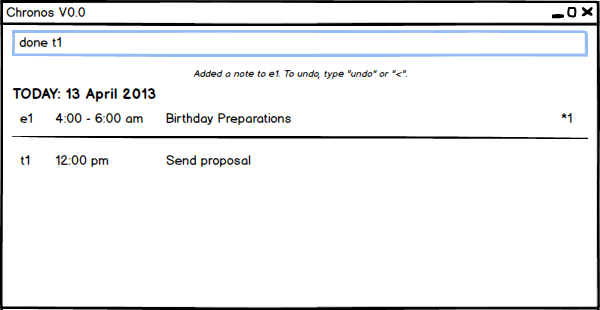 Chronos V0.0
done t1
Added a note to e1. To undo, type "undo" or "<".
TODAY: 13 April 2013
e1 4:00 - 6:00 am Birthday Preparations *1
t1 12:00 pm Send proposal